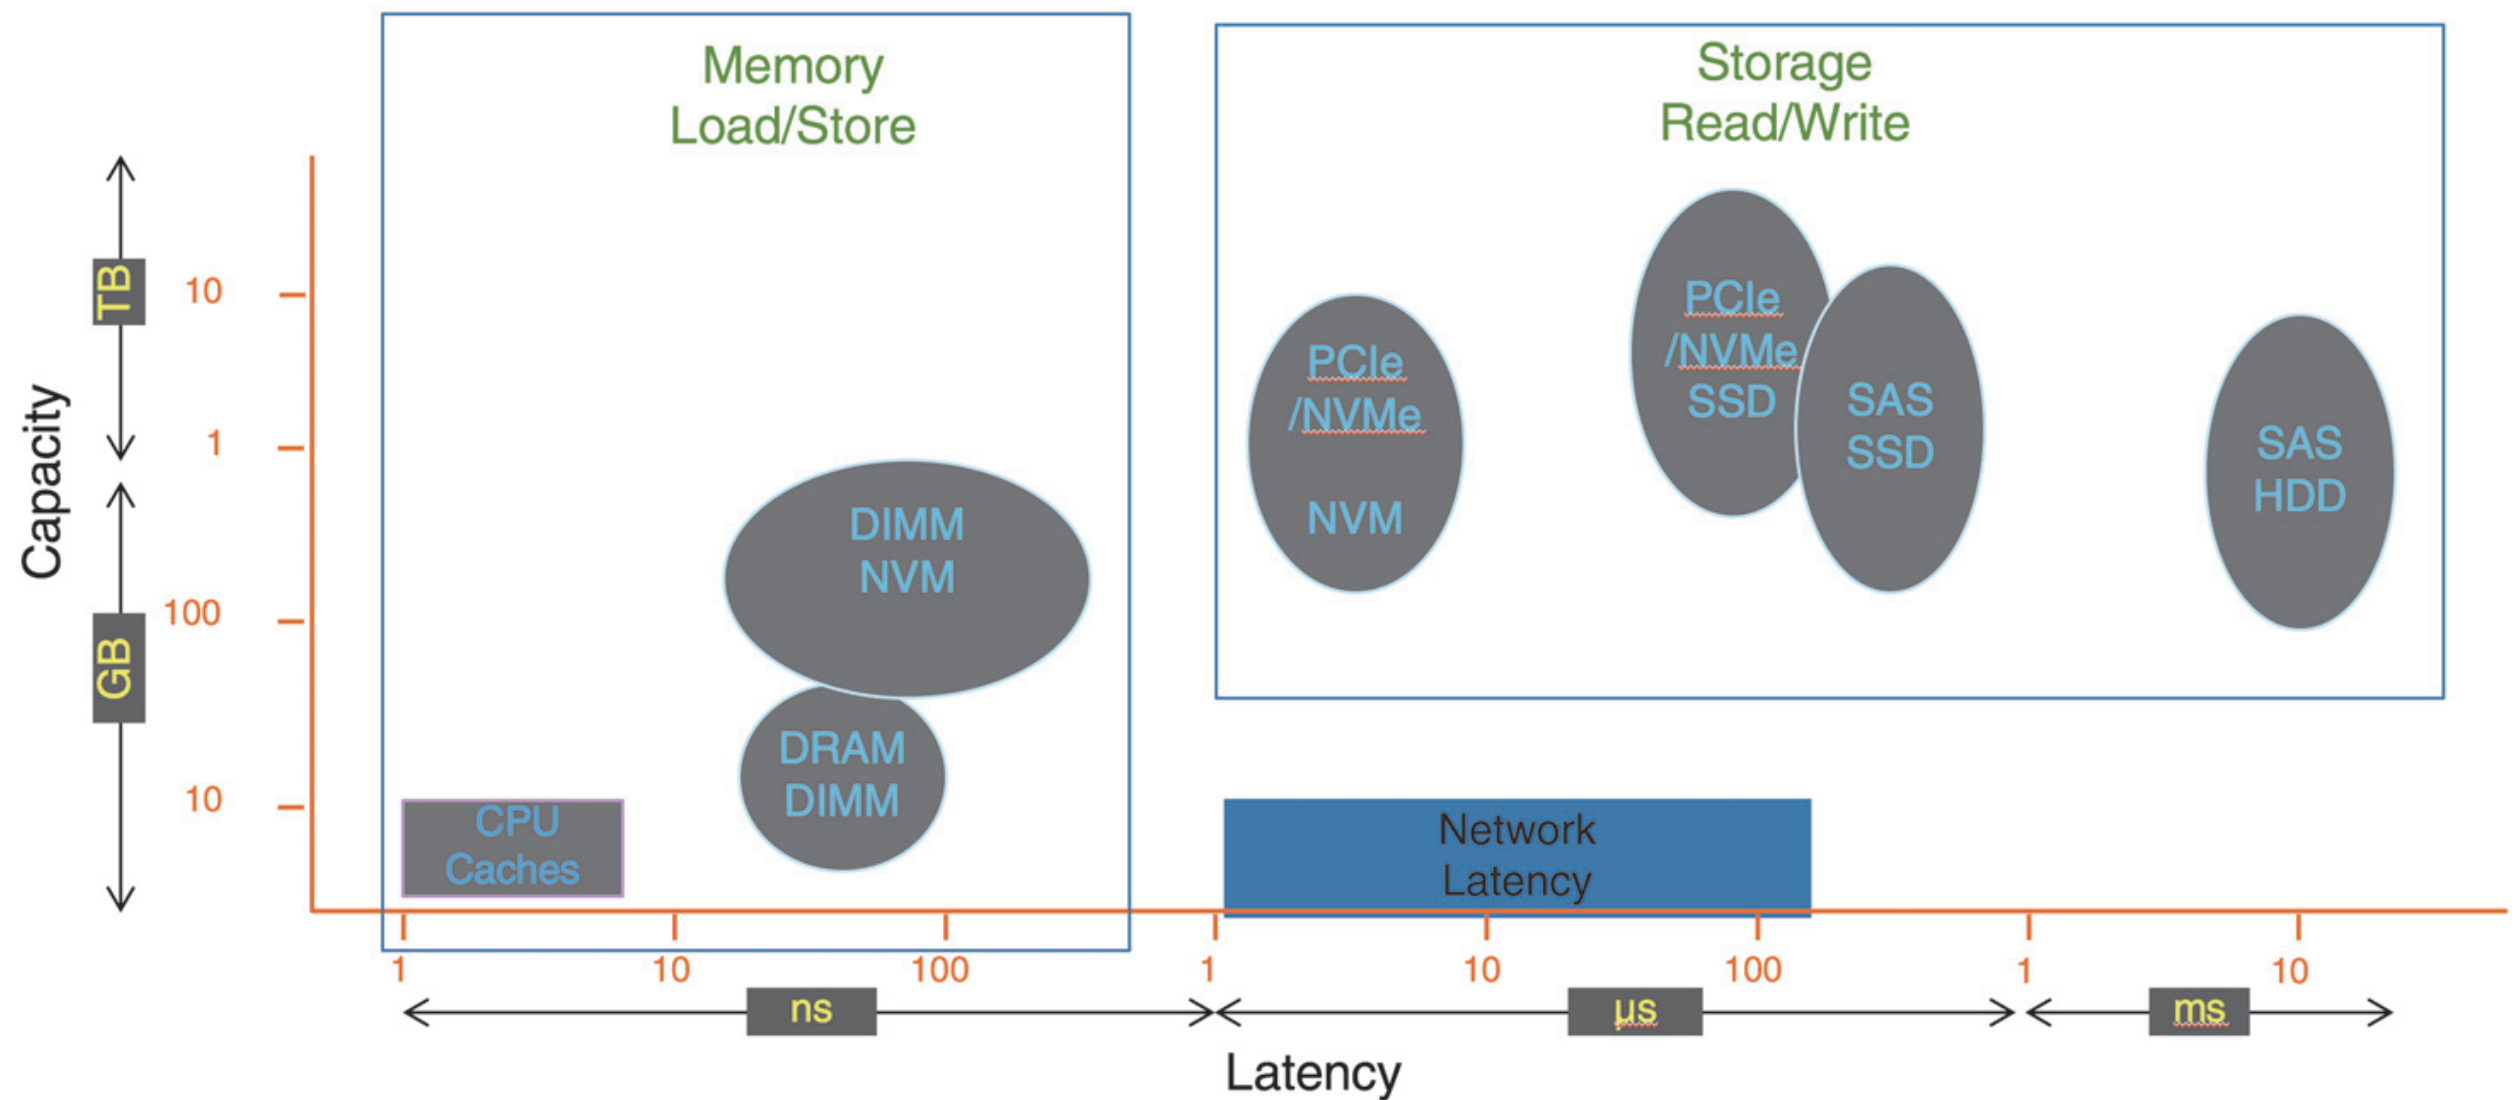 Memory
Load/Store
Storage
Read/Write
Capacity
TB
GB
10
1
100
10
DIMM
NVM
DRAM
DIMM
CPU
Caches
PCIe
/NVMe
NVM
PCIe
/NVMe
SSD
SAS
SSD
SAS
HDD
Network
Latency
1
10
100
1
10
100
1
10
ns
µs
ms
Latency